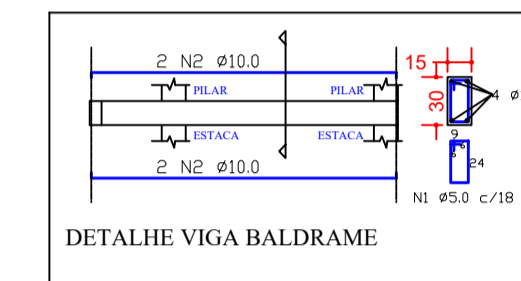 2 N2 Ø10.0
15
PILAR
PILAR
30
4 Ø
ESTACA
ESTACA
9
24
2 N2 Ø10.0
N1 Ø5.0 c/18
DETALHE VIGA BALDRAME